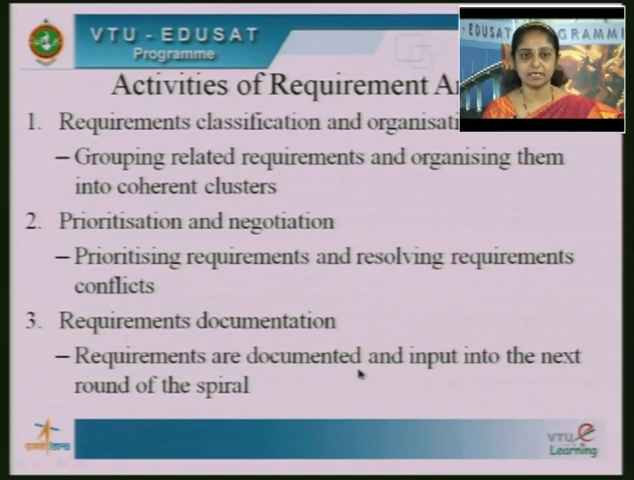 VTU - EDUSAT
Programme
- EDUSAT PROGRAMME
Activities of Requirement
1. Requirements classification and
– Grouping related requirements and organising them
into coherent clusters
2. Prioritisation and negotiation
– Prioritising requirements and resolving requirements
conflicts
3. Requirements documentation
– Requirements are documented and input into the next
round of the spiral
VTU e
Learning